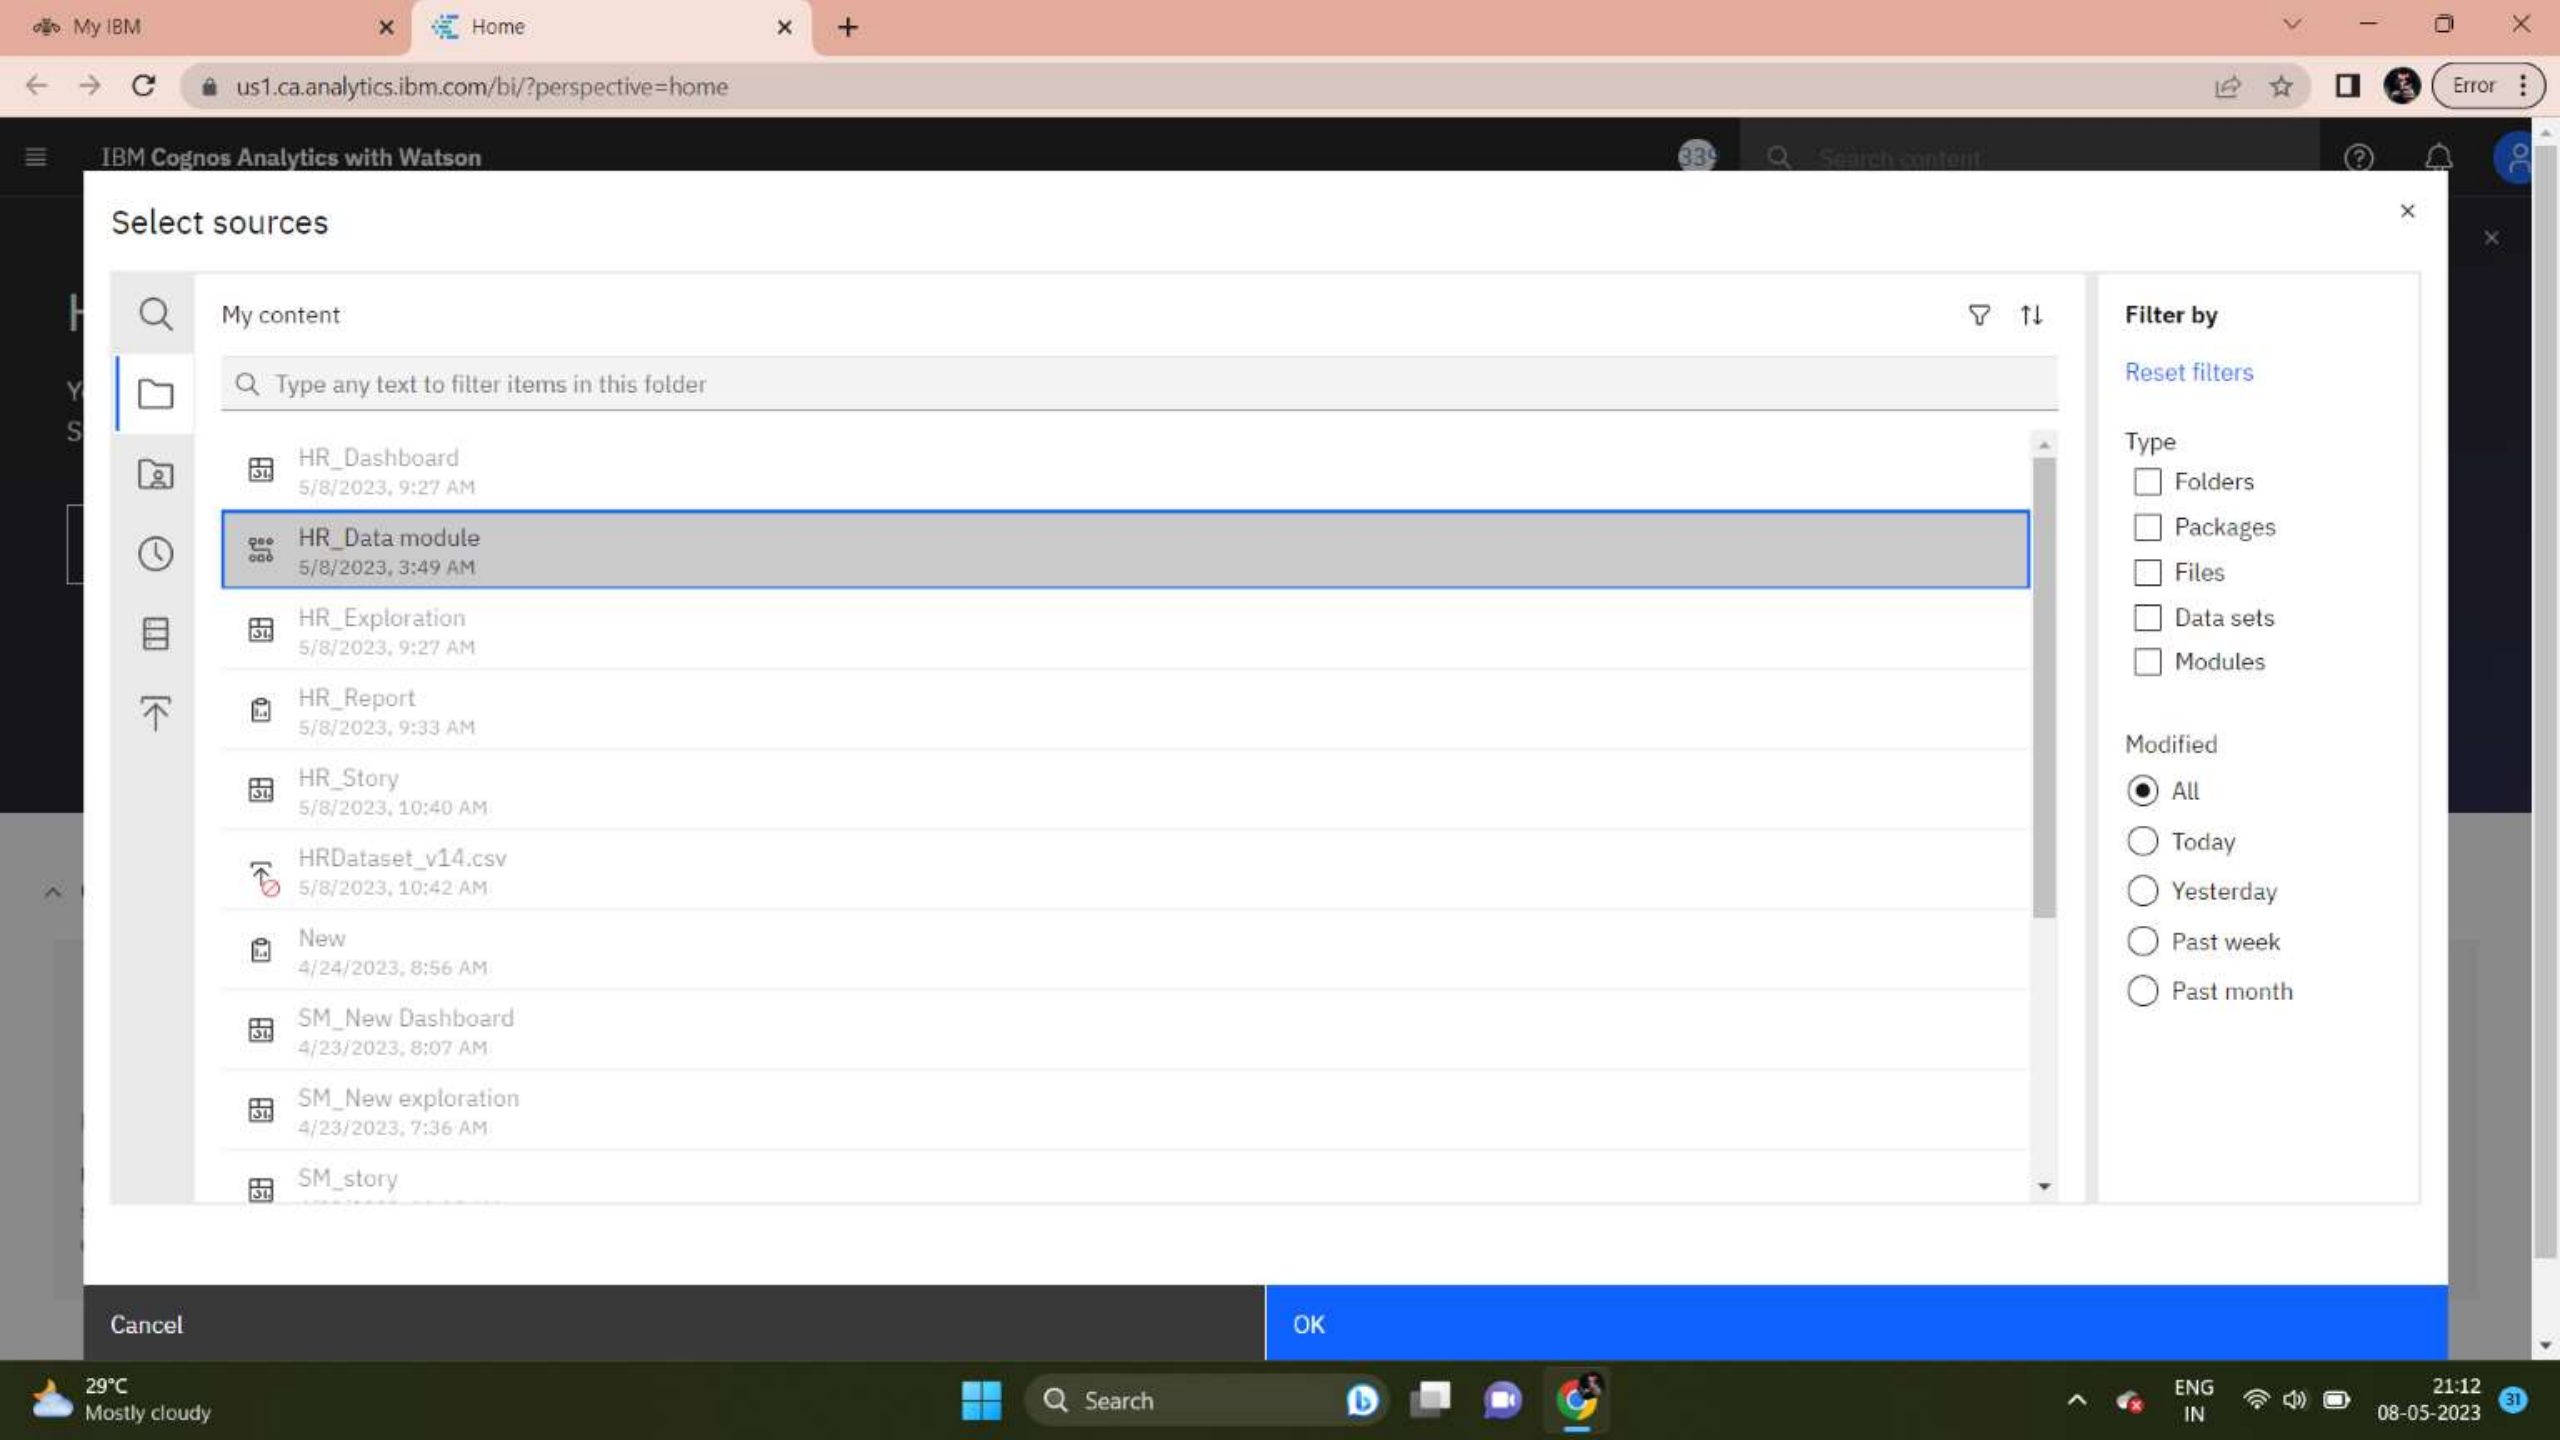 My IBM
Home
us1.ca.analytics.ibm.com/bi/?perspective=home
Error
IBM Cognos Analytics with Watson
339
Search content
Select sources
My content
Type any text to filter items in this folder
HR_Dashboard
5/8/2023, 9:27 AM
HR_Data module
5/8/2023, 3:49 AM
HR_Exploration
5/8/2023, 9:27 AM
HR_Report
5/8/2023, 9:33 AM
HR_Story
5/8/2023, 10:40 AM
HRDataset_v14.csv
5/8/2023, 10:42 AM
New
4/24/2023, 8:56 AM
SM_New Dashboard
4/23/2023, 8:07 AM
SM_New exploration
4/23/2023, 7:36 AM
SM_story
Filter by
Reset filters
Type
Folders
Packages
Files
Data sets
Modules
Modified
All
Today
Yesterday
Past week
Past month
Cancel
OK
29°C
Mostly cloudy
Search
ENG
IN
21:12
08-05-2023
31